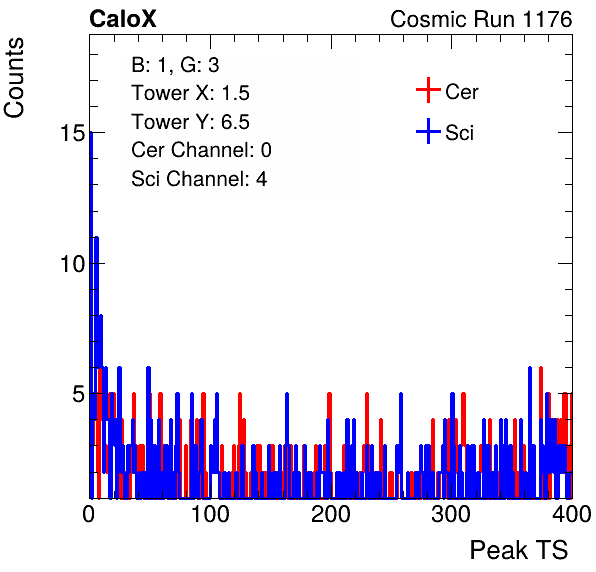 CaloX Cosmic Run 1176
Counts
B: 1, G: 3
Tower X: 1.5
Tower Y: 6.5
Cer Channel: 0
Sci Channel: 4
Cer
Sci
15
10
5
0 100 200 300 400
Peak TS